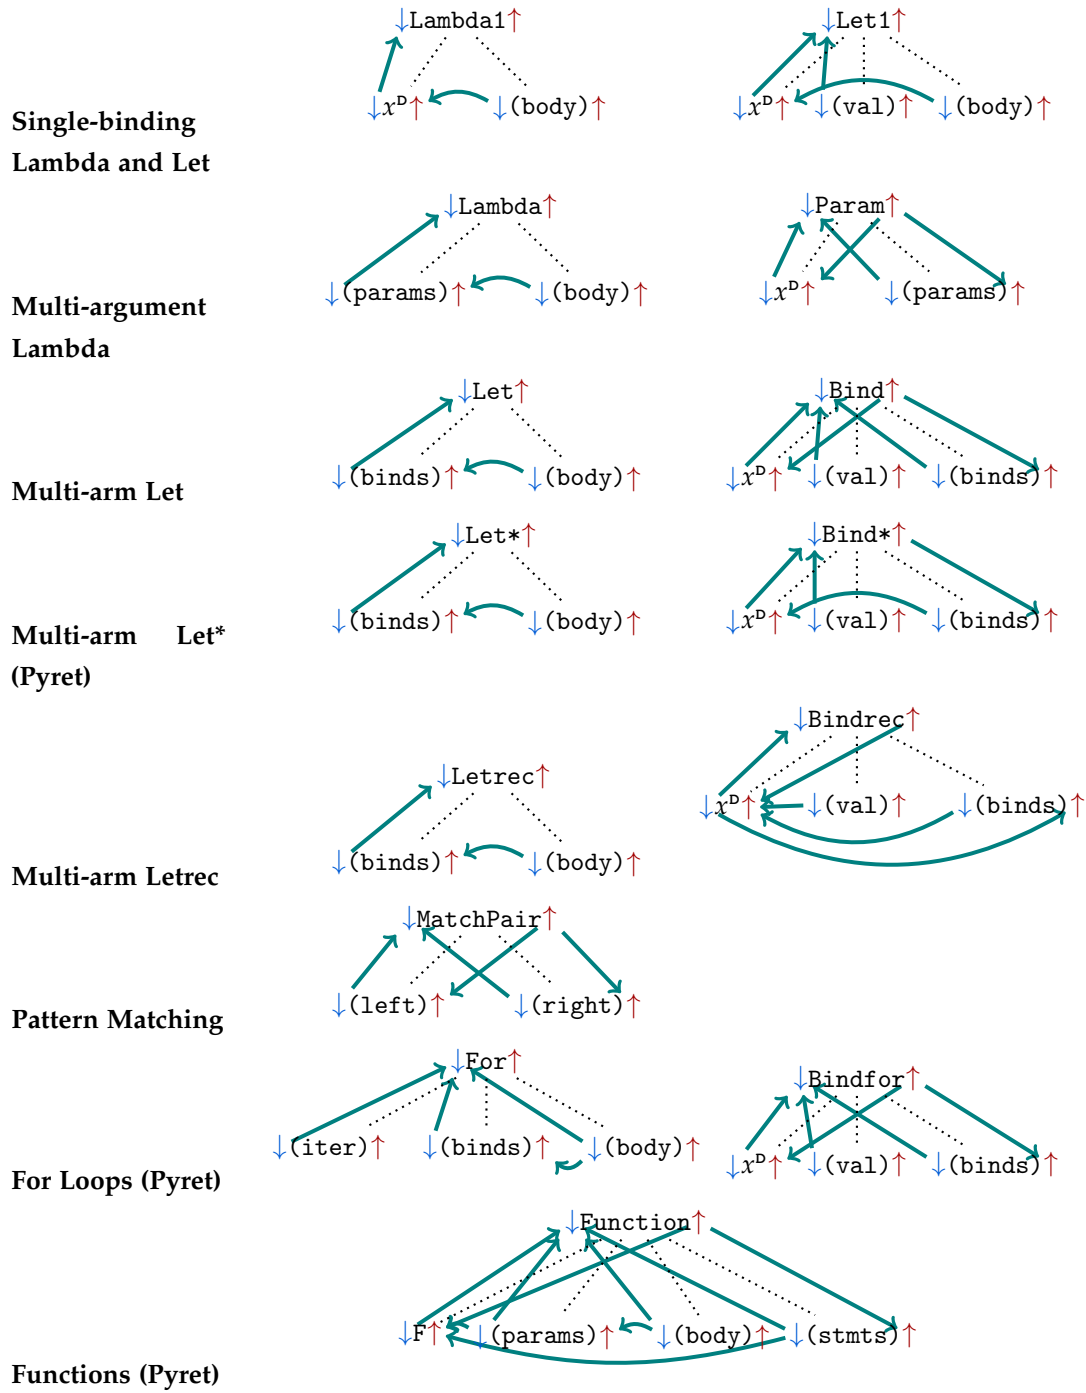 ↓Lambda1↑ ↓Let1↑
↓xᴰ↑ ↓(body)↑ ↓xᴰ↑ ↓(val)↑ ↓(body)↑
Single-binding
Lambda and Let
↓Lambda↑ ↓Param↑
↓(params)↑ ↓(body)↑ ↓xᴰ↑ ↓(params)↑
Multi-argument
Lambda
↓Let↑ ↓Bind↑
↓(binds)↑ ↓(body)↑ ↓xᴰ↑ ↓(val)↑ ↓(binds)↑
Multi-arm Let
↓Let*↑ ↓Bind*↑
↓(binds)↑ ↓(body)↑ ↓xᴰ↑ ↓(val)↑ ↓(binds)↑
Multi-arm Let*
(Pyret)
↓Bindrec↑
↓Letrec↑
↓xᴰ↑ ↓(val)↑ ↓(binds)↑
↓(binds)↑ ↓(body)↑
Multi-arm Letrec
↓MatchPair↑
↓(left)↑ ↓(right)↑
Pattern Matching
↓For↑ ↓Bindfor↑
↓(iter)↑ ↓(binds)↑ ↓(body)↑ ↓xᴰ↑ ↓(val)↑ ↓(binds)↑
For Loops (Pyret)
↓Function↑
↓F↑ ↓(params)↑ ↓(body)↑ ↓(stmts)↑
Functions (Pyret)